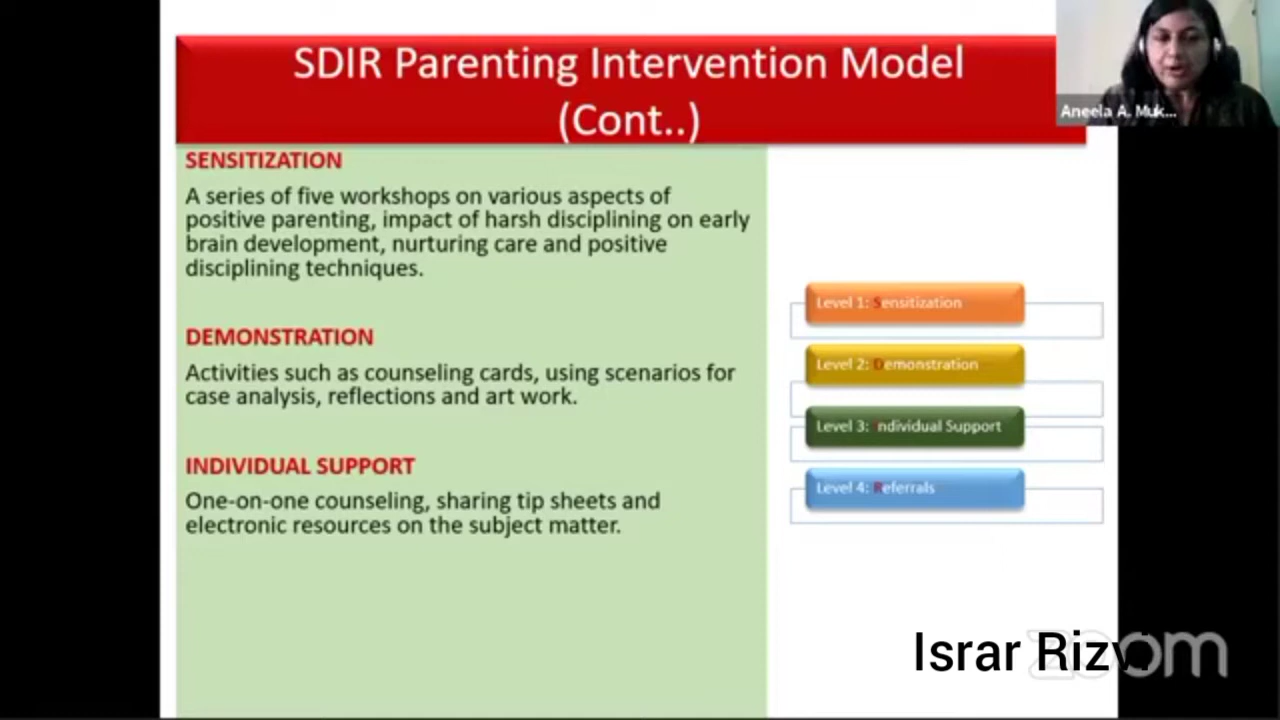 SDIR Parenting Intervention Model
(Cont..)
Aneela A. Muk...
SENSITIZATION
A series of five workshops on various aspects of
positive parenting, impact of harsh disciplining on early
brain development, nurturing care and positive
disciplining techniques.
DEMONSTRATION
Activities such as counseling cards, using scenarios for
case analysis, reflections and art work.
INDIVIDUAL SUPPORT
One-on-one counseling, sharing tip sheets and
electronic resources on the subject matter.
Level 1: Sensitization
Level 2: Demonstration
Level 3: Individual Support
Level 4: Referrals
Israr Rizvi
zoom